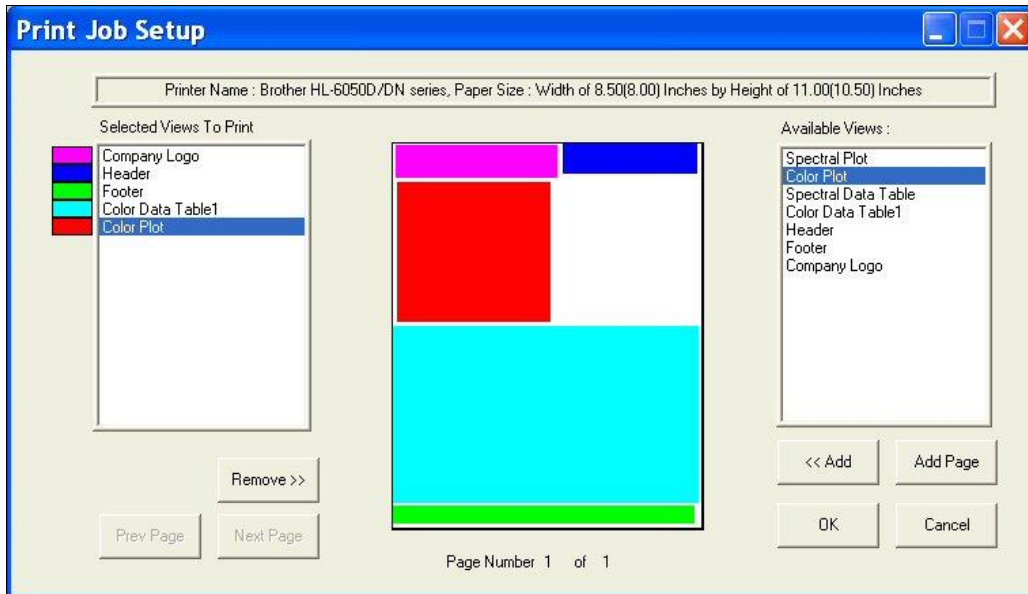 Print Job Setup
Printer Name : Brother HL-6050D/DN series, Paper Size : Width of 8.50(8.00) Inches by Height of 11.00(10.50) Inches
Selected Views To Print
Company Logo
Header
Footer
Color Data Table1
Color Plot
Remove >>
Prev Page
Next Page
Page Number 1 of 1
Available Views :
Spectral Plot
Color Plot
Spectral Data Table
Color Data Table1
Header
Footer
Company Logo
<< Add
Add Page
OK
Cancel